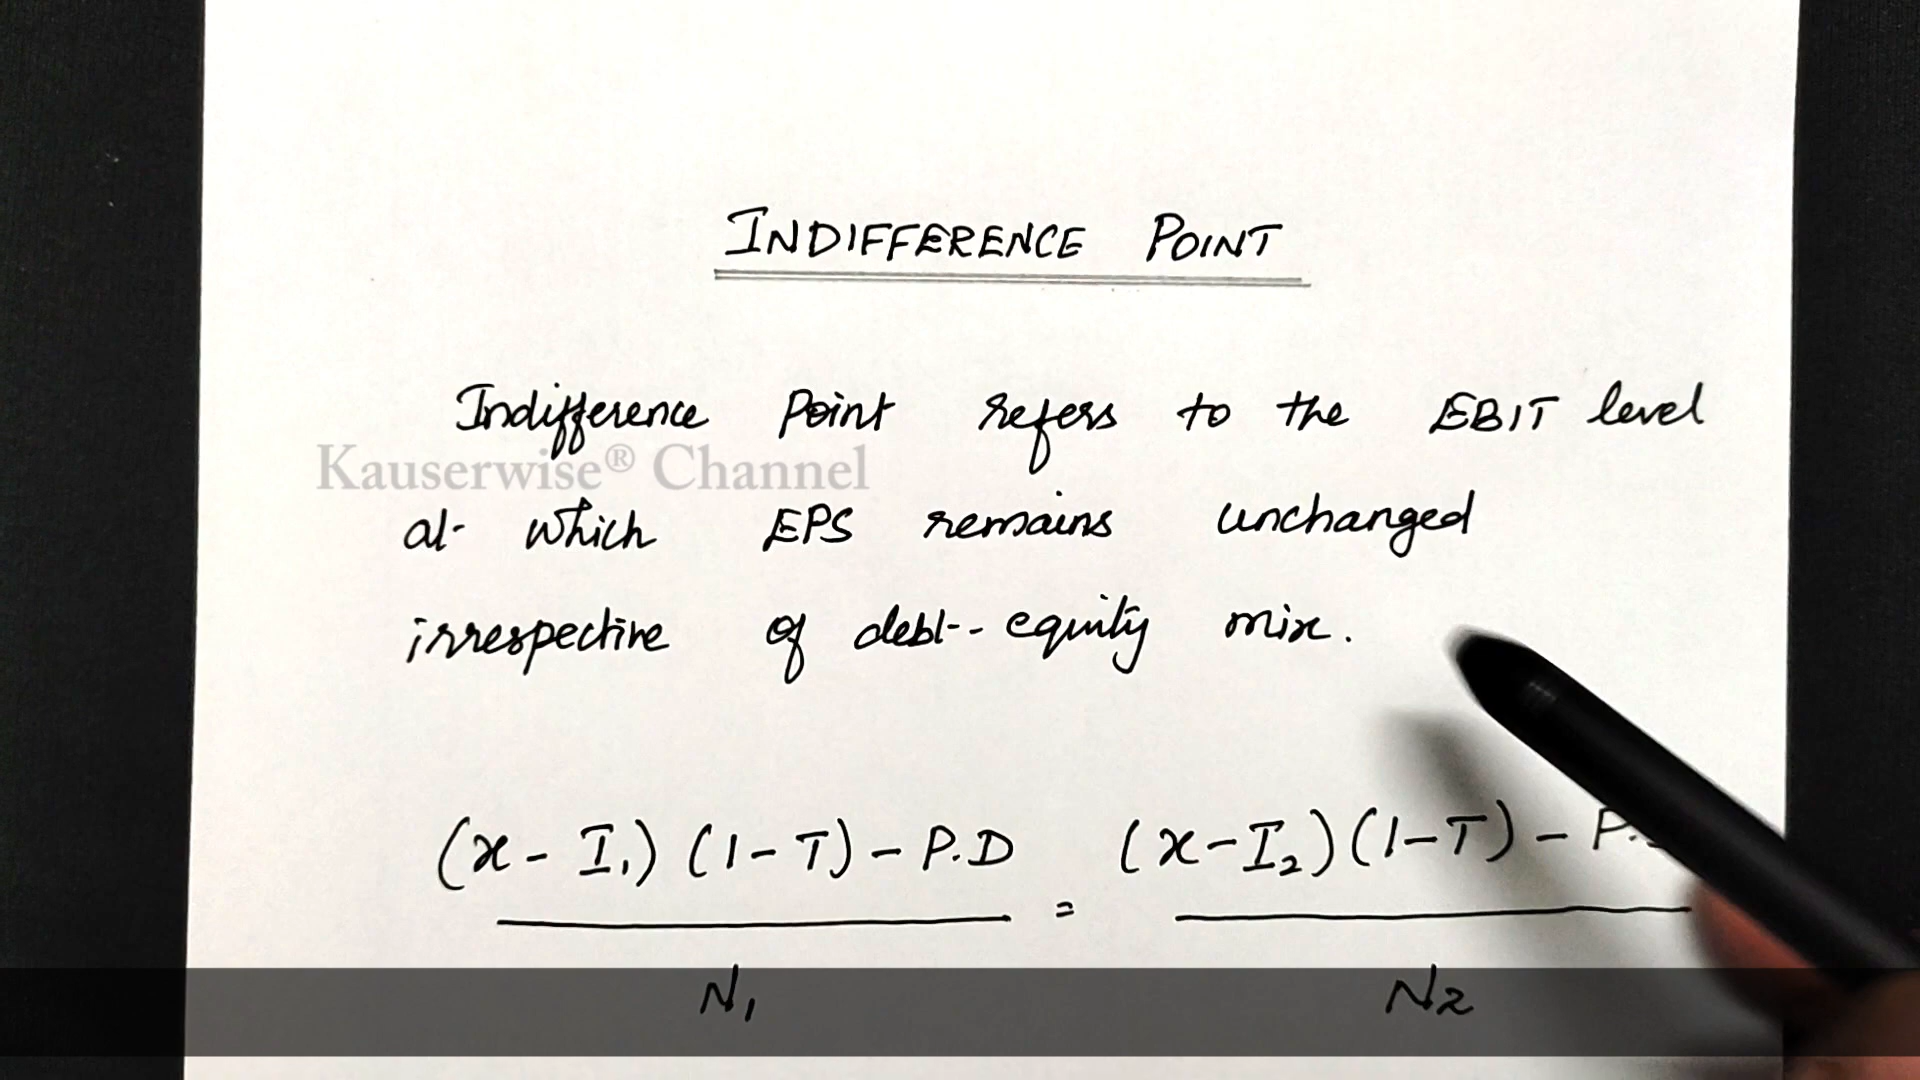 INDIFFERENCE POINT
Indifference Point refers to the EBIT level
Kauserwise® Channel
at which EPS remains unchanged
irrespective of debt-equity mix.
(x - I₁) (1 - T) - P.D = (x - I₂) (1 - T) - P.
N₁ N₂